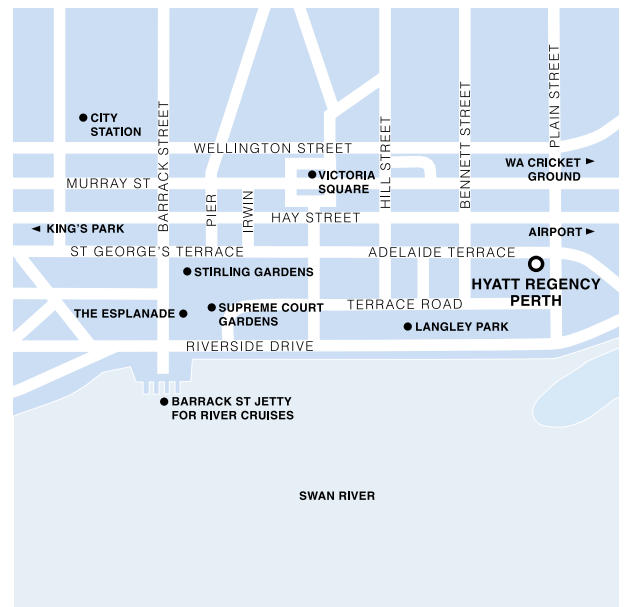 CITY
STATION
BARRACK STREET
PLAIN STREET
WELLINGTON STREET
HILL STREET
BENNETT STREET
WA CRICKET
GROUND
VICTORIA
SQUARE
MURRAY ST
PIER
IRWIN
HAY STREET
KING'S PARK
AIRPORT
ST GEORGE'S TERRACE
ADELAIDE TERRACE
STIRLING GARDENS
HYATT REGENCY
PERTH
THE ESPLANADE
SUPREME COURT
GARDENS
TERRACE ROAD
LANGLEY PARK
RIVERSIDE DRIVE
BARRACK ST JETTY
FOR RIVER CRUISES
SWAN RIVER